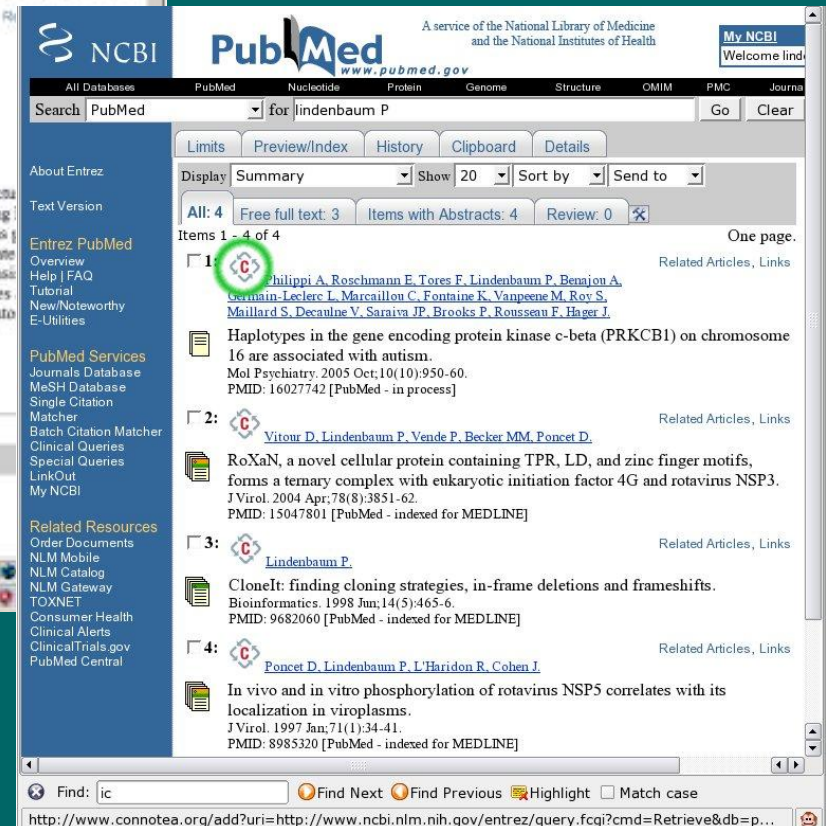 NCBI
PubMed
www.pubmed.gov
A service of the National Library of Medicine
and the National Institutes of Health
My NCBI
Welcome linde
All Databases PubMed Nucleotide Protein Genome Structure OMIM PMC Journa
Search PubMed for lindenbaum P Go Clear
Limits Preview/Index History Clipboard Details
Display Summary Show 20 Sort by Send to
All: 4 Free full text: 3 Items with Abstracts: 4 Review: 0
Items 1 - 4 of 4 One page.
About Entrez
Text Version
Entrez PubMed
Overview
Help | FAQ
Tutorial
New/Noteworthy
E-Utilities
PubMed Services
Journals Database
MeSH Database
Single Citation
Matcher
Batch Citation Matcher
Clinical Queries
Special Queries
LinkOut
My NCBI
Related Resources
Order Documents
NLM Mobile
NLM Catalog
NLM Gateway
TOXNET
Consumer Health
Clinical Alerts
ClinicalTrials.gov
PubMed Central
1: C Related Articles, Links
Philippi A, Roschmann E, Tores F, Lindenbaum P, Benajou A,
Germain-Leclerc L, Marcaillou C, Fontaine K, Vanpeene M, Roy S,
Maillard S, Decaulne V, Saraiva JP, Brooks P, Rousseau F, Hager J.
Haplotypes in the gene encoding protein kinase c-beta (PRKCB1) on chromosome
16 are associated with autism.
Mol Psychiatry. 2005 Oct;10(10):950-60.
PMID: 16027742 [PubMed - in process]
2: C Related Articles, Links
Vitour D, Lindenbaum P, Vende P, Becker MM, Poncet D.
RoXaN, a novel cellular protein containing TPR, LD, and zinc finger motifs,
forms a ternary complex with eukaryotic initiation factor 4G and rotavirus NSP3.
J Virol. 2004 Apr;78(8):3851-62.
PMID: 15047801 [PubMed - indexed for MEDLINE]
3: C Related Articles, Links
Lindenbaum P.
CloneIt: finding cloning strategies, in-frame deletions and frameshifts.
Bioinformatics. 1998 Jun;14(5):465-6.
PMID: 9682060 [PubMed - indexed for MEDLINE]
4: C Related Articles, Links
Poncet D, Lindenbaum P, L'Haridon R, Cohen J.
In vivo and in vitro phosphorylation of rotavirus NSP5 correlates with its
localization in viroplasms.
J Virol. 1997 Jan;71(1):34-41.
PMID: 8985320 [PubMed - indexed for MEDLINE]
Find: ic Find Next Find Previous Highlight Match case
http://www.connotea.org/add?uri=http://www.ncbi.nlm.nih.gov/entrez/query.fcgi?cmd=Retrieve&db=p...